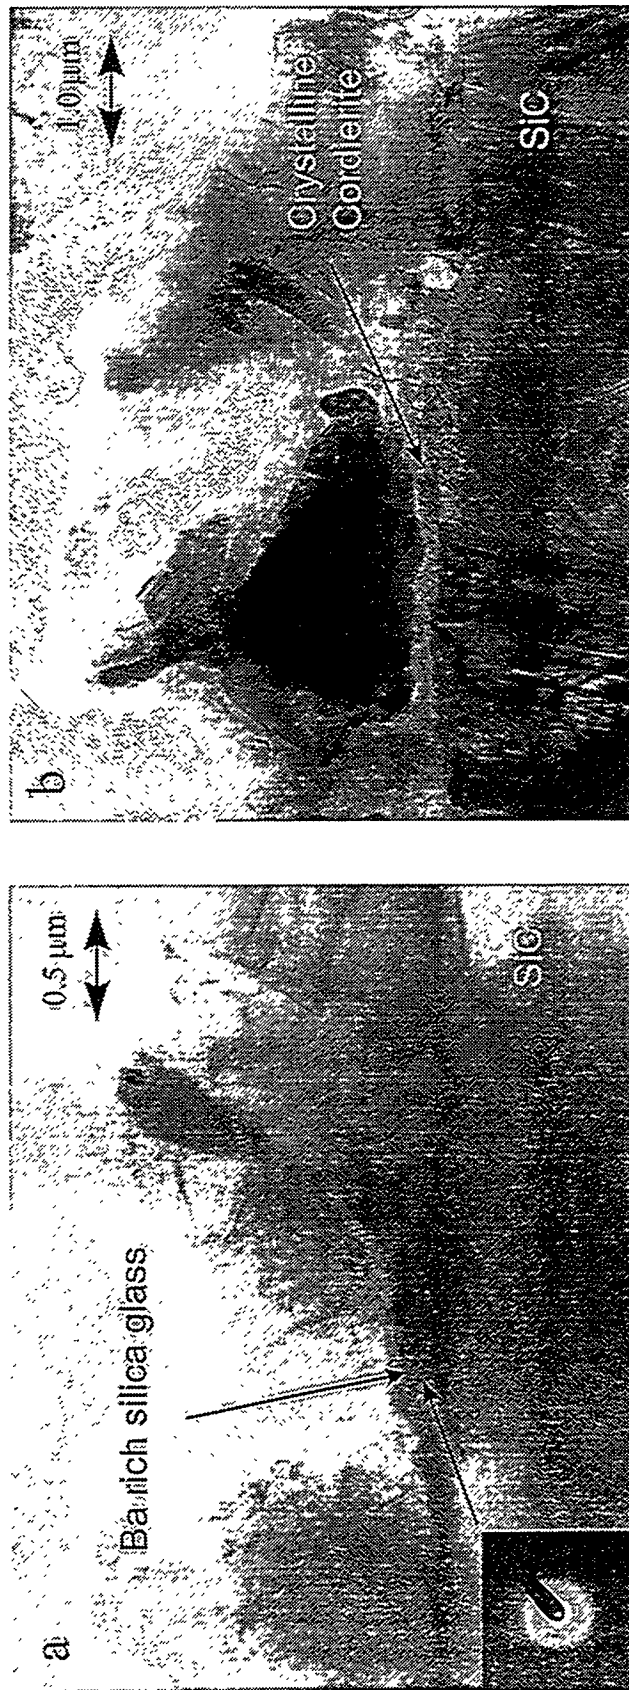 a
0.5 µm
Ba rich silica glass
SiC
b
1.0 µm
Crystalline
Cordierite
SiC